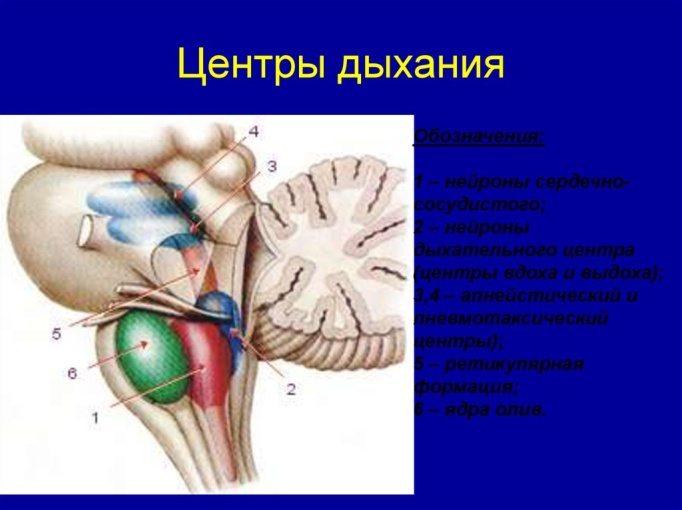 Центры дыхания
4
3
5
6
2
1
Обозначения:
1 – нейроны сердечно-
сосудистого;
2 – нейроны
дыхательного центра
(центры вдоха и выдоха);
3,4 – апнейстический и
пневмотаксический
центры);
5 – ретикулярная
формация;
6 – ядра олив.